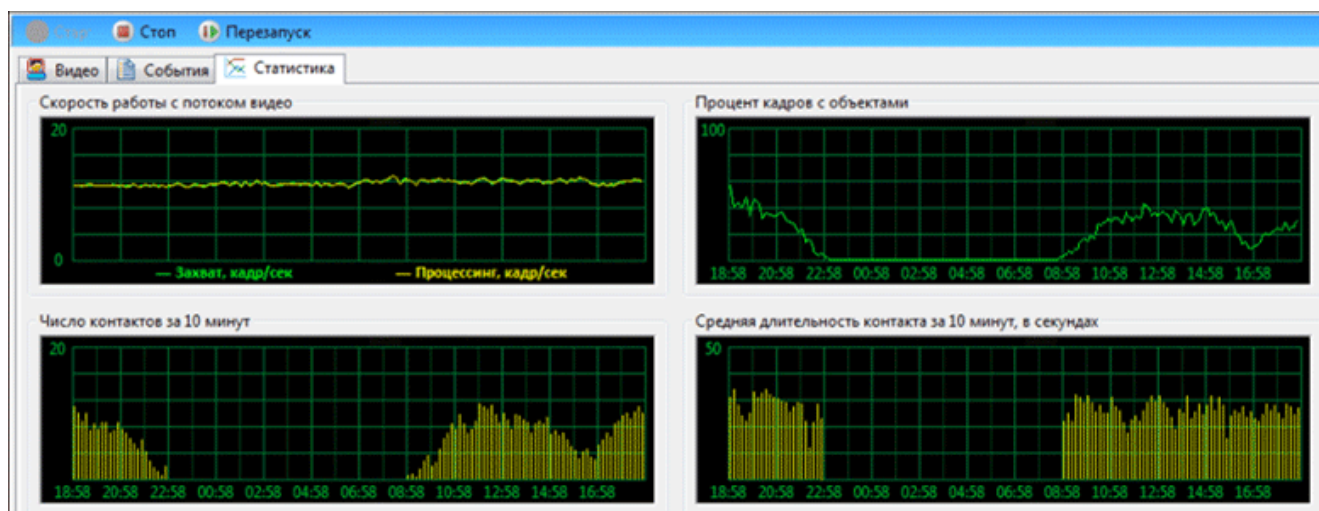 Старт Стоп Перезапуск
Видео События Статистика
Скорость работы с потоком видео
20
0
— Захват, кадр/сек — Процессинг, кадр/сек
Процент кадров с объектами
100
18:58 20:58 22:58 00:58 02:58 04:58 06:58 08:58 10:58 12:58 14:58 16:58
Число контактов за 10 минут
20
18:58 20:58 22:58 00:58 02:58 04:58 06:58 08:58 10:58 12:58 14:58 16:58
Средняя длительность контакта за 10 минут, в секундах
50
18:58 20:58 22:58 00:58 02:58 04:58 06:58 08:58 10:58 12:58 14:58 16:58